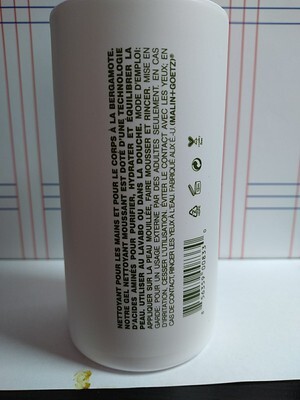 NETTOYANT POUR LES MAINS ET POUR LE CORPS À LA BERGAMOTE.
NOTRE GEL NETTOYANT MOUSSANT EST DOTÉ D'UNE TECHNOLOGIE
D'ACIDES AMINÉS POUR PURIFIER, HYDRATER ET ÉQUILIBRER LA
PEAU. UTILISER AU LAVABO OU DANS LA DOUCHE. MODE D'EMPLOI:
APPLIQUER SUR LA PEAU MOUILLÉE, FAIRE MOUSSER ET RINCER. MISE EN
GARDE: POUR UN USAGE EXTERNE PAR DES ADULTES SEULEMENT. EN CAS
D'IRRITATION, CESSER L'UTILISATION. ÉVITER LE CONTACT AVEC LES YEUX; EN
CAS DE CONTACT, RINCER LES YEUX À L'EAU. FABRIQUÉ AUX É.-U. (MALIN+GOETZ)®